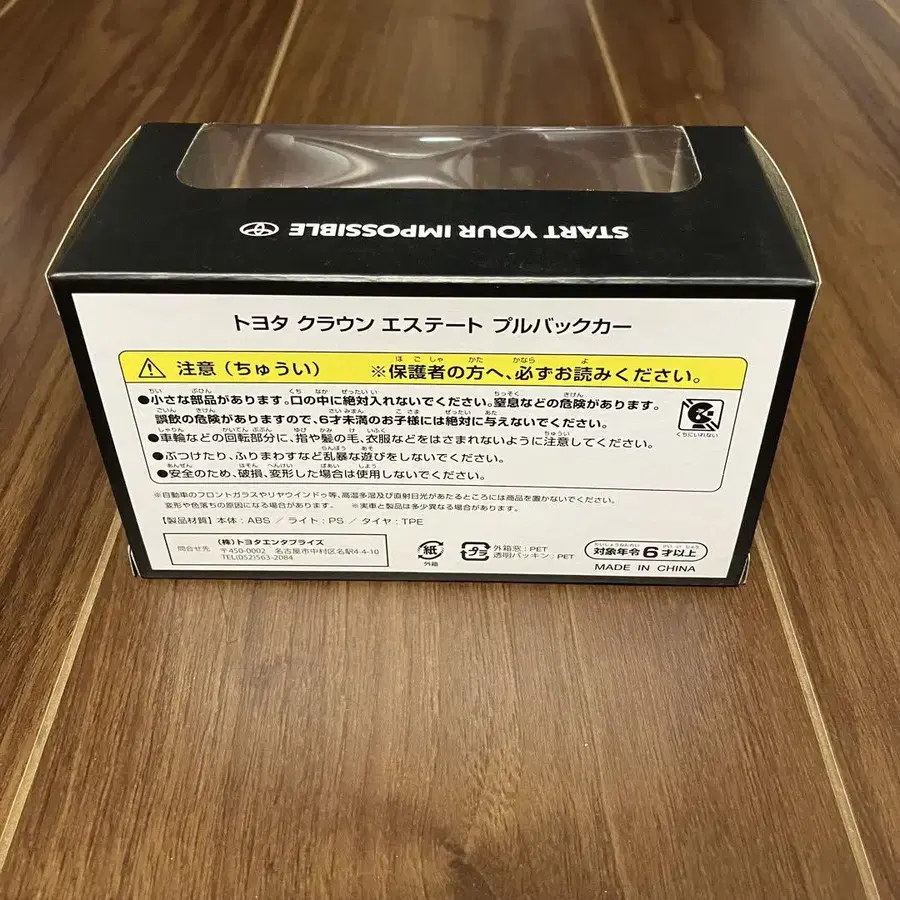 START YOUR IMPOSSIBLE
トヨタ クラウン エステート プルバックカー
注意(ちゅうい) ※保護者の方へ、必ずお読みください。
●小さな部品があります。口の中に絶対入れないでください。窒息などの危険があります。
誤飲の危険がありますので、6才未満のお子様には絶対に与えないでください。
●車輪などの回転部分に、指や髪の毛、衣服などをはさまれないように注意してください。
●ぶつけたり、ふりまわすなど乱暴な遊びをしないでください。
●安全のため、破損、変形した場合は使用しないでください。
くちにいれない
※自動車のフロントガラスやリヤウインドゥ等、高温多湿及び直射日光があたるところには商品を置かないでください。
変形や色落ちの原因になる場合があります。 ※実車と製品は多少異なる場合があります。
【製品材質】本体:ABS / ライト:PS / タイヤ:TPE
問合せ先
(株)トヨタエンタプライズ
〒450-0002 名古屋市中村区名駅4-4-10
TEL(052)563-2084
紙
外箱
プラ
外箱窓:PET
透明パッキン:PET
対象年令6才以上
MADE IN CHINA